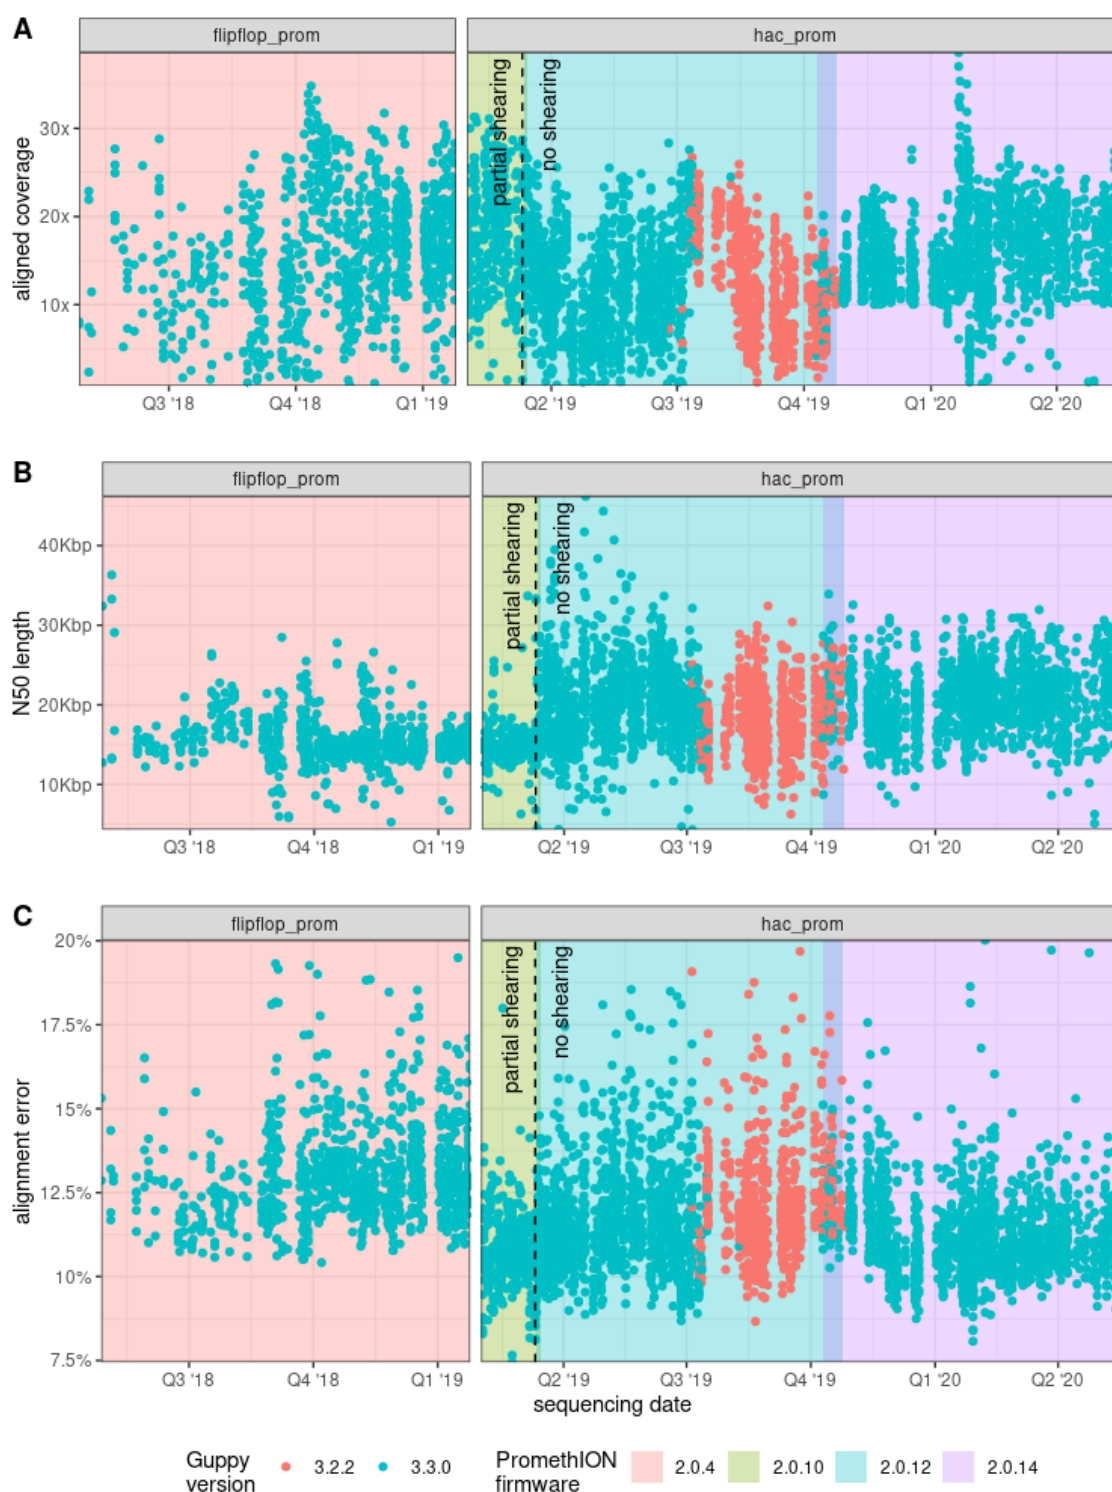 A
flipflop_prom
hac_prom
aligned coverage
30x
20x
10x
partial shearing
no shearing
Q3 '18
Q4 '18
Q1 '19
Q2 '19
Q3 '19
Q4 '19
Q1 '20
Q2 '20
B
flipflop_prom
hac_prom
N50 length
40Kbp
30Kbp
20Kbp
10Kbp
partial shearing
no shearing
Q3 '18
Q4 '18
Q1 '19
Q2 '19
Q3 '19
Q4 '19
Q1 '20
Q2 '20
C
flipflop_prom
hac_prom
alignment error
20%
17.5%
15%
12.5%
10%
7.5%
partial shearing
no shearing
Q3 '18
Q4 '18
Q1 '19
Q2 '19
Q3 '19
Q4 '19
Q1 '20
Q2 '20
sequencing date
Guppy
version
3.2.2
3.3.0
PromethION
firmware
2.0.4
2.0.10
2.0.12
2.0.14